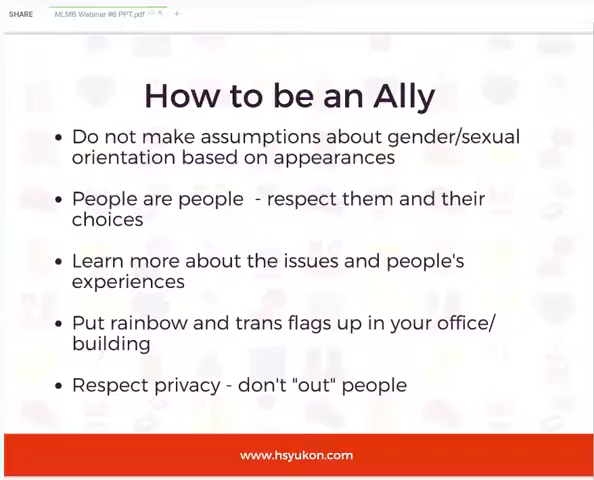 SHARE
MLMB Webinar #6 PPT.pdf
+
How to be an Ally
• Do not make assumptions about gender/sexual
orientation based on appearances
• People are people - respect them and their
choices
• Learn more about the issues and people's
experiences
• Put rainbow and trans flags up in your office/
building
• Respect privacy - don't "out" people
www.hsyukon.com